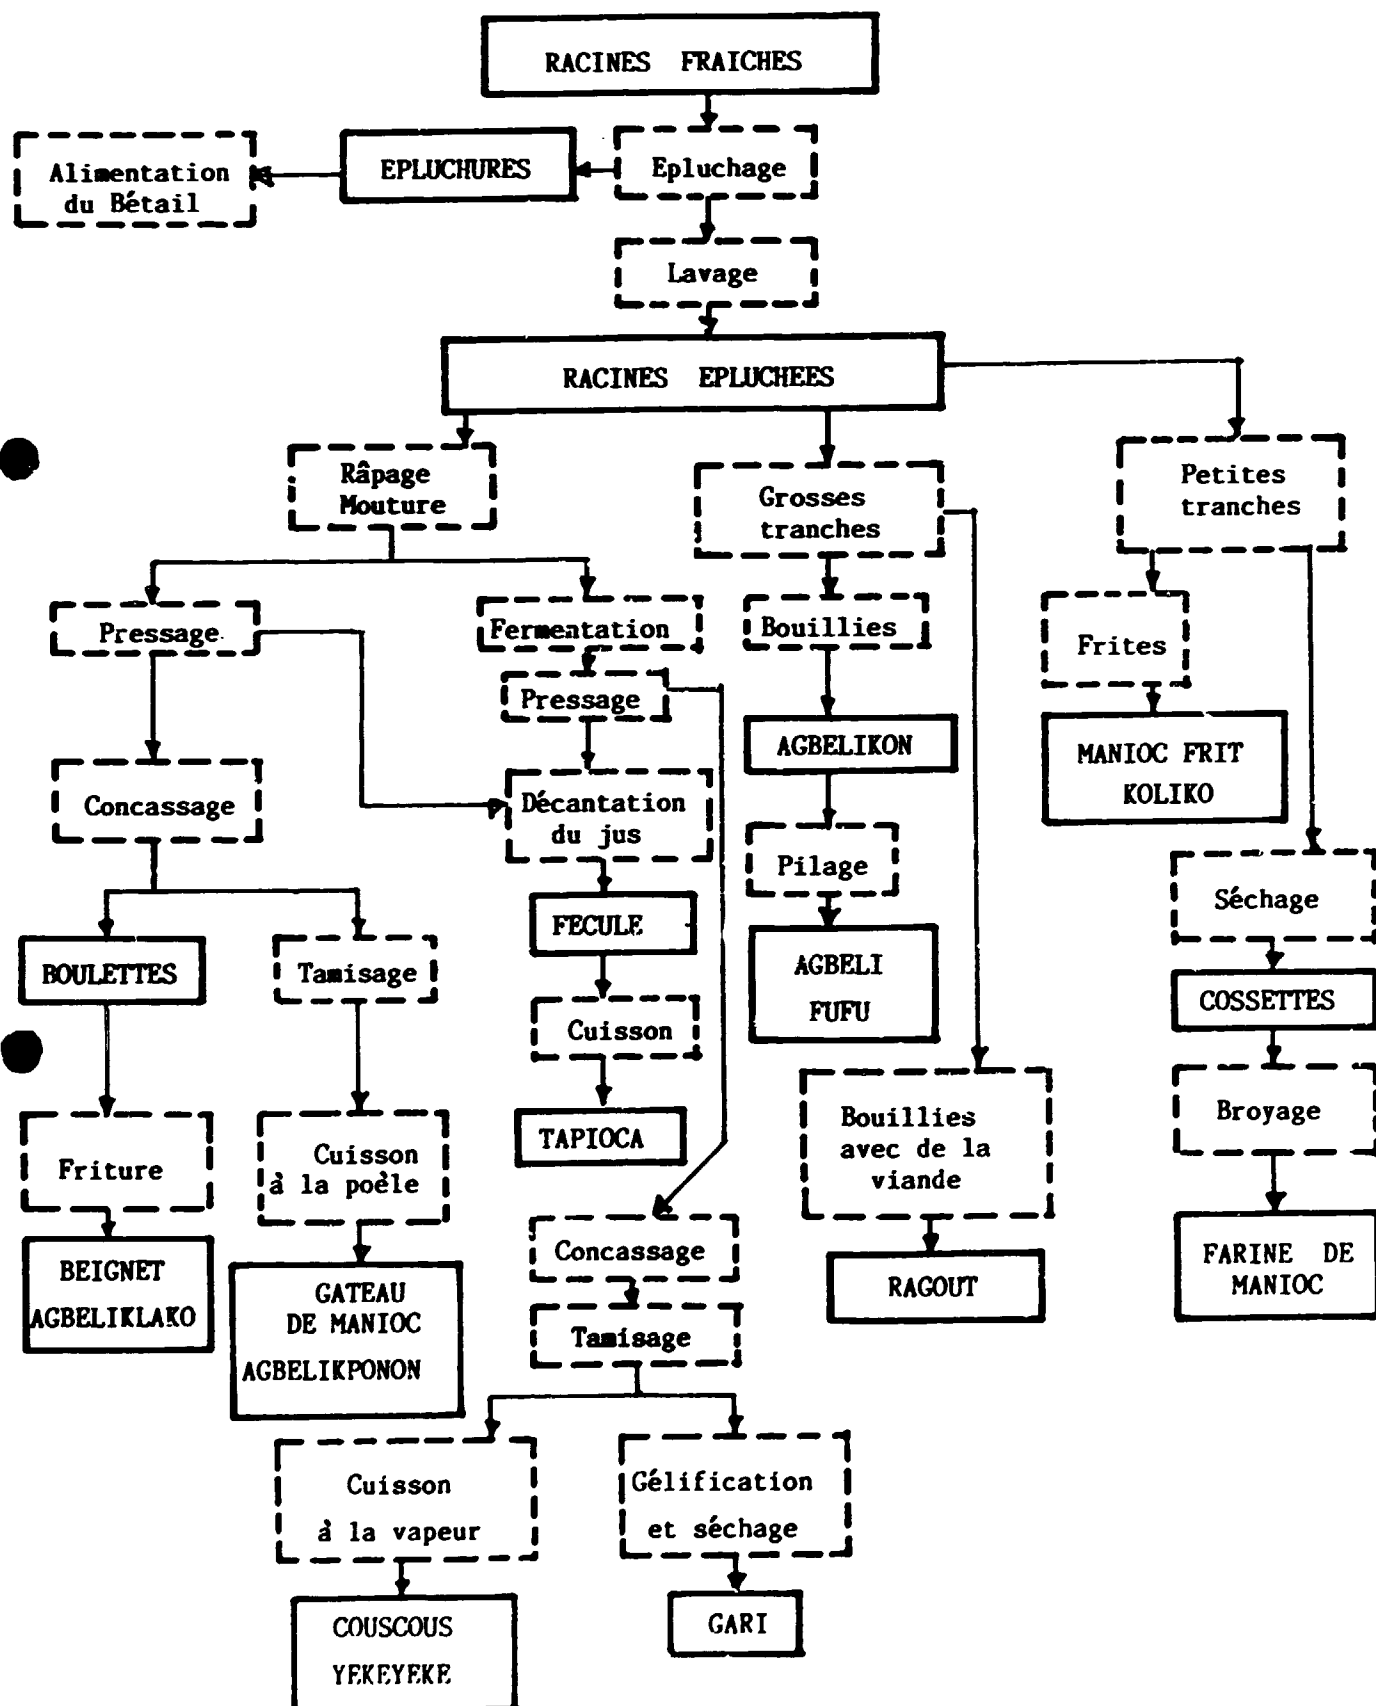 RACINES FRAICHES
Alimentation
du Bétail
EPLUCHURES
Epluchage
Lavage
RACINES EPLUCHEES
Râpage
Mouture
Grosses
tranches
Petites
tranches
Pressage
Fermentation
Bouillies
Frites
Pressage
AGBELIKON
MANIOC FRIT
KOLIKO
Concassage
Décantation
du jus
Pilage
Séchage
BOULETTES
Tamisage
FECULE
AGBELI
FUFU
COSSETTES
Cuisson
Friture
Cuisson
à la poèle
TAPIOCA
Bouillies
avec de la
viande
Broyage
BEIGNET
AGBELIKLAKO
GATEAU
DE MANIOC
AGBELIKPONON
Concassage
RAGOUT
FARINE DE
MANIOC
Tamisage
Cuisson
à la vapeur
Gélification
et séchage
COUSCOUS
YEKEYEKE
GARI